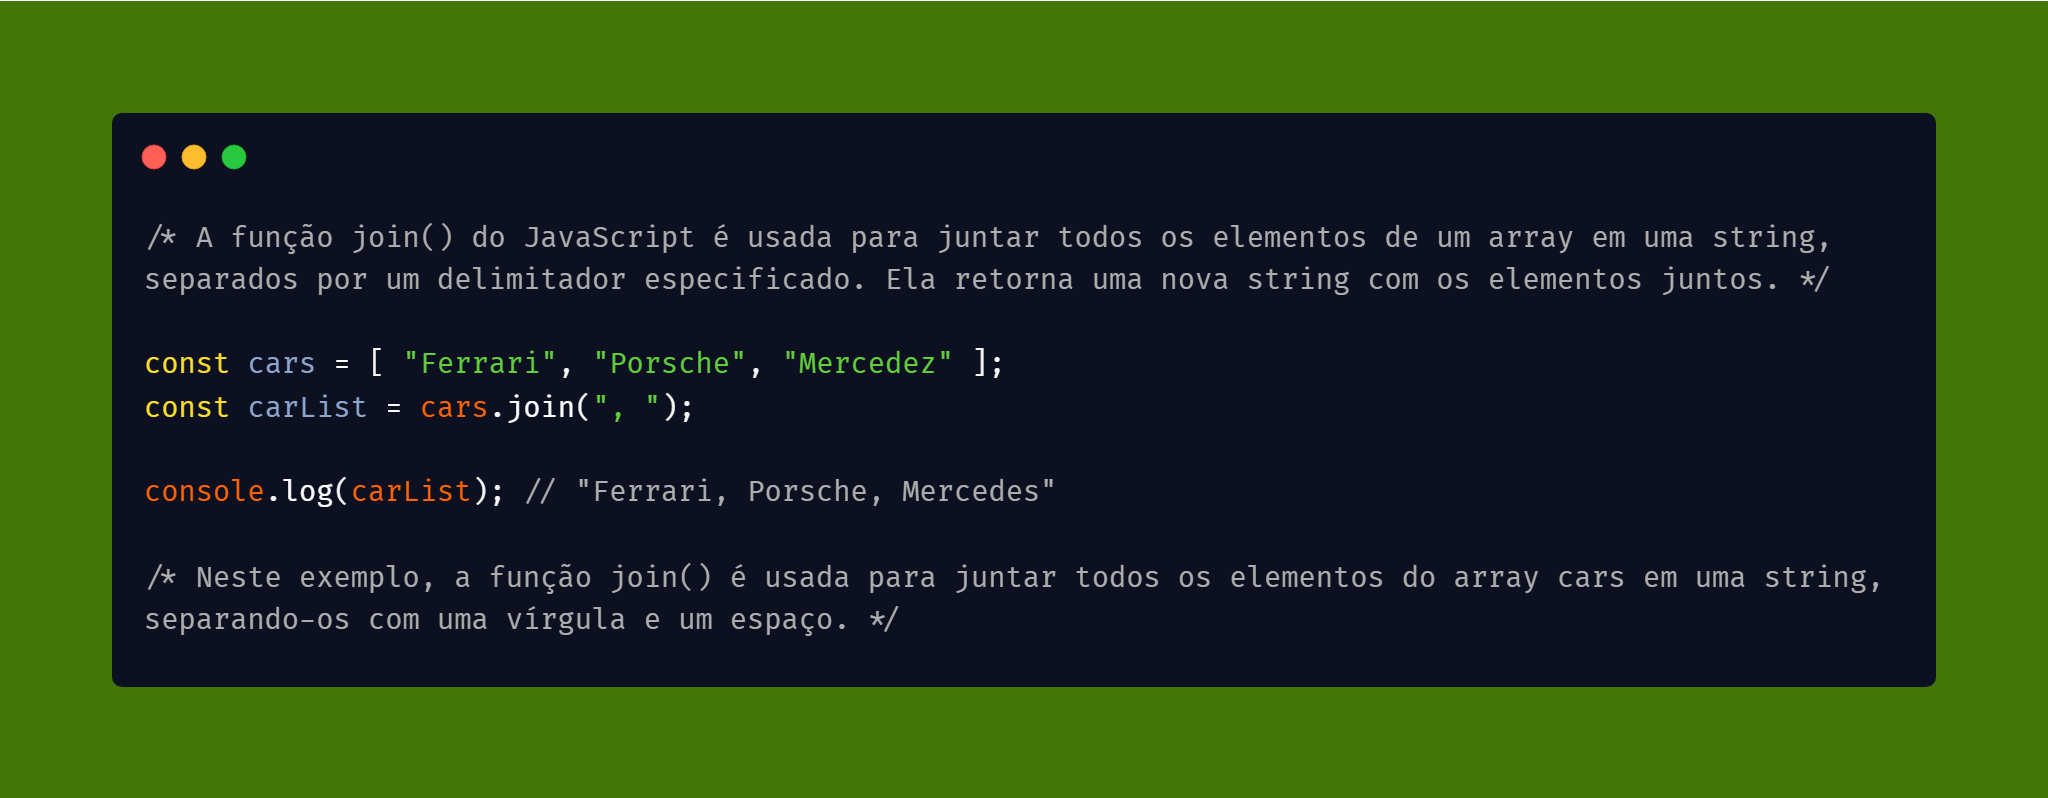 /* A função join() do JavaScript é usada para juntar todos os elementos de um array em uma string,
separados por um delimitador especificado. Ela retorna uma nova string com os elementos juntos. */
const cars = [ "Ferrari", "Porsche", "Mercedez" ];
const carList = cars.join(", ");
console.log(carList); // "Ferrari, Porsche, Mercedes"
/* Neste exemplo, a função join() é usada para juntar todos os elementos do array cars em uma string,
separando-os com uma vírgula e um espaço. */